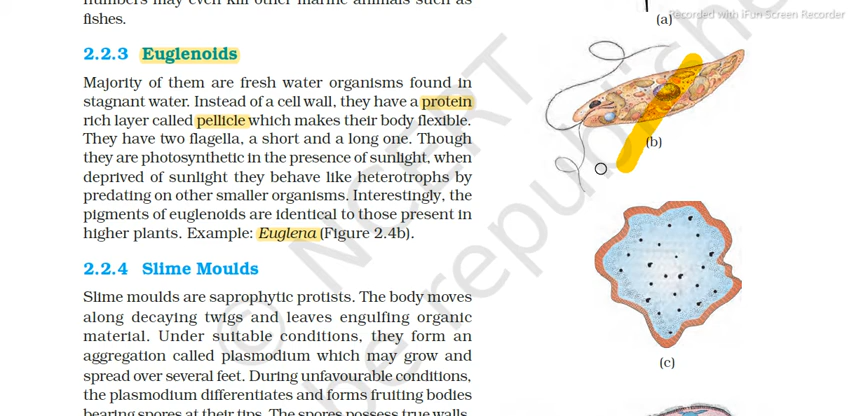 numbers may even kill other marine animals such as
fishes.
(a)
Recorded with iFun Screen Recorder
2.2.3 Euglenoids
Majority of them are fresh water organisms found in
stagnant water. Instead of a cell wall, they have a protein
rich layer called pellicle which makes their body flexible.
They have two flagella, a short and a long one. Though
they are photosynthetic in the presence of sunlight, when
deprived of sunlight they behave like heterotrophs by
predating on other smaller organisms. Interestingly, the
pigments of euglenoids are identical to those present in
higher plants. Example: Euglena (Figure 2.4b).
(b)
2.2.4 Slime Moulds
Slime moulds are saprophytic protists. The body moves
along decaying twigs and leaves engulfing organic
material. Under suitable conditions, they form an
aggregation called plasmodium which may grow and
spread over several feet. During unfavourable conditions,
the plasmodium differentiates and forms fruiting bodies
bearing spores at their tips. The spores possess true walls.
(c)
© NCERT
be republished